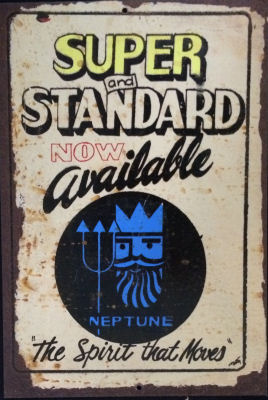 SUPER
and
STANDARD
NOW
available
NEPTUNE
"The Spirit that Moves"